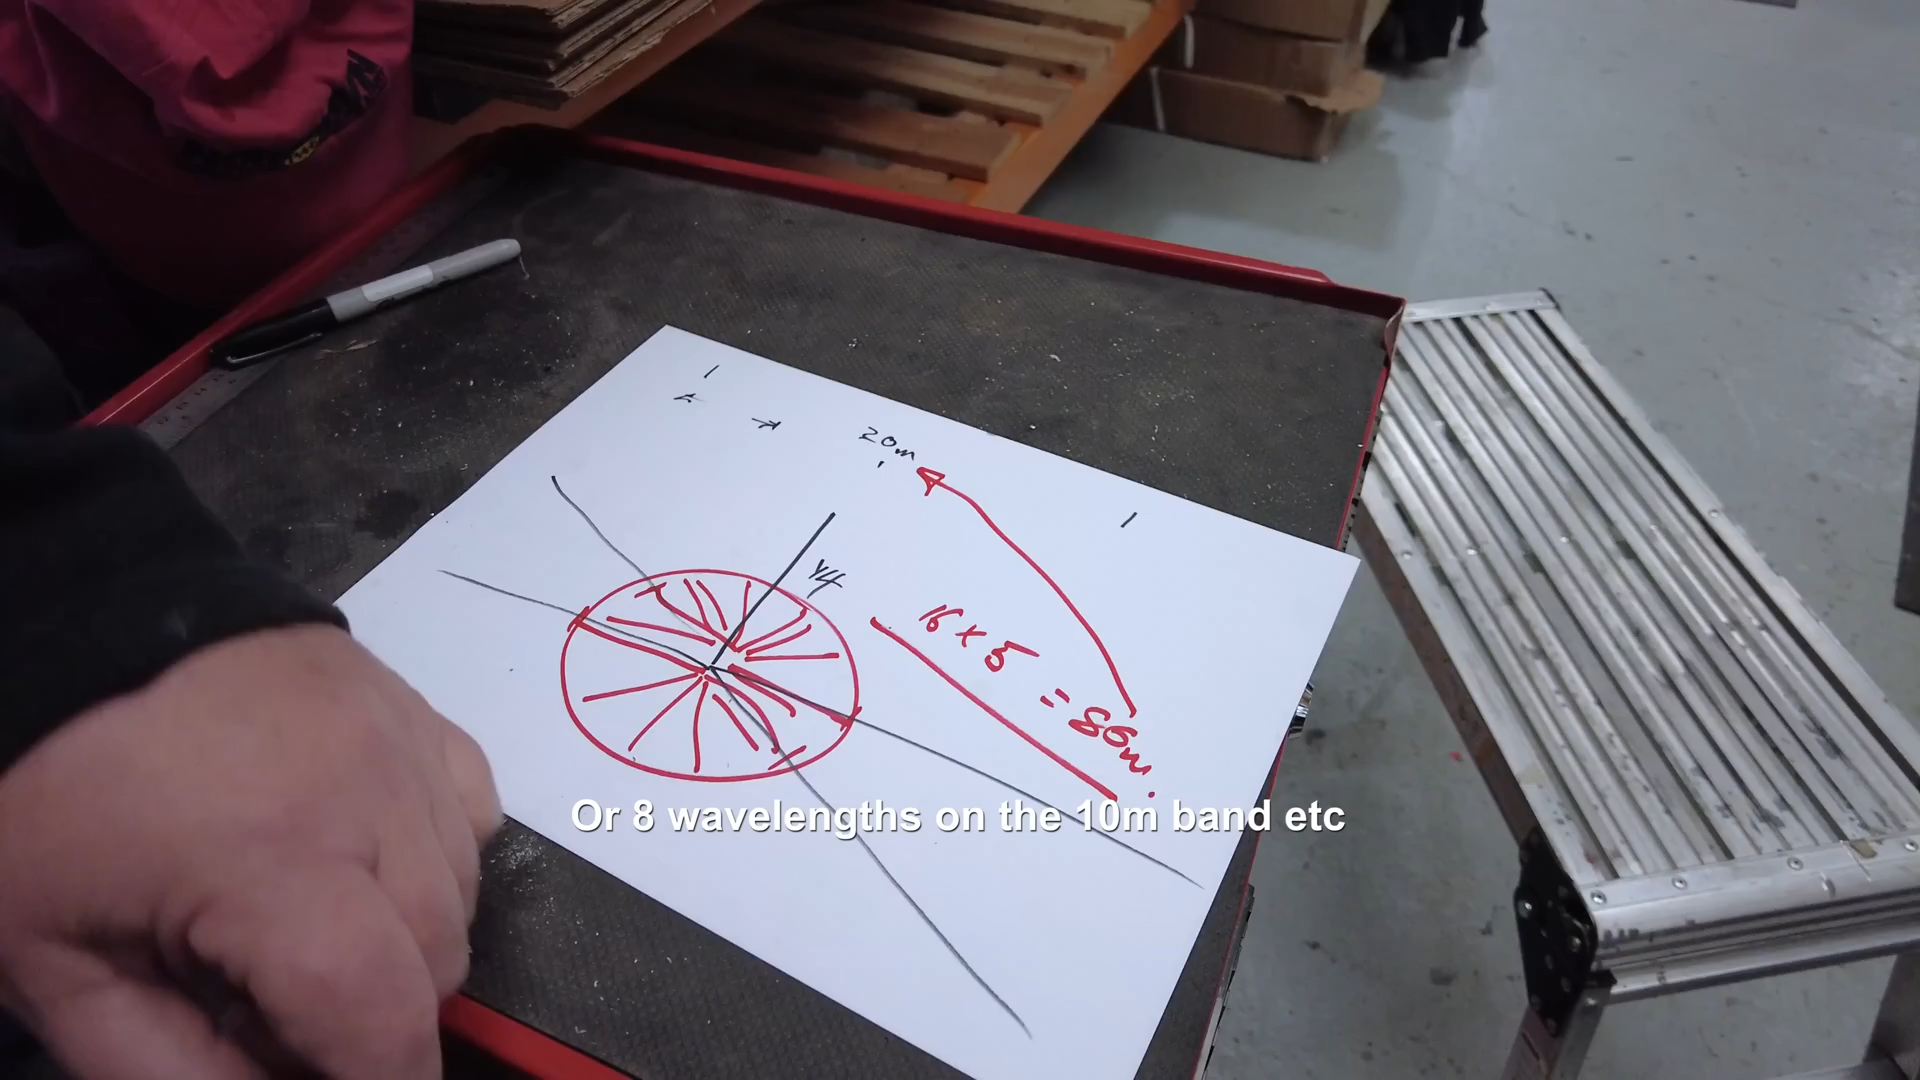 20m
1/4
16 x 5
= 80m.
Or 8 wavelengths on the 10m band etc